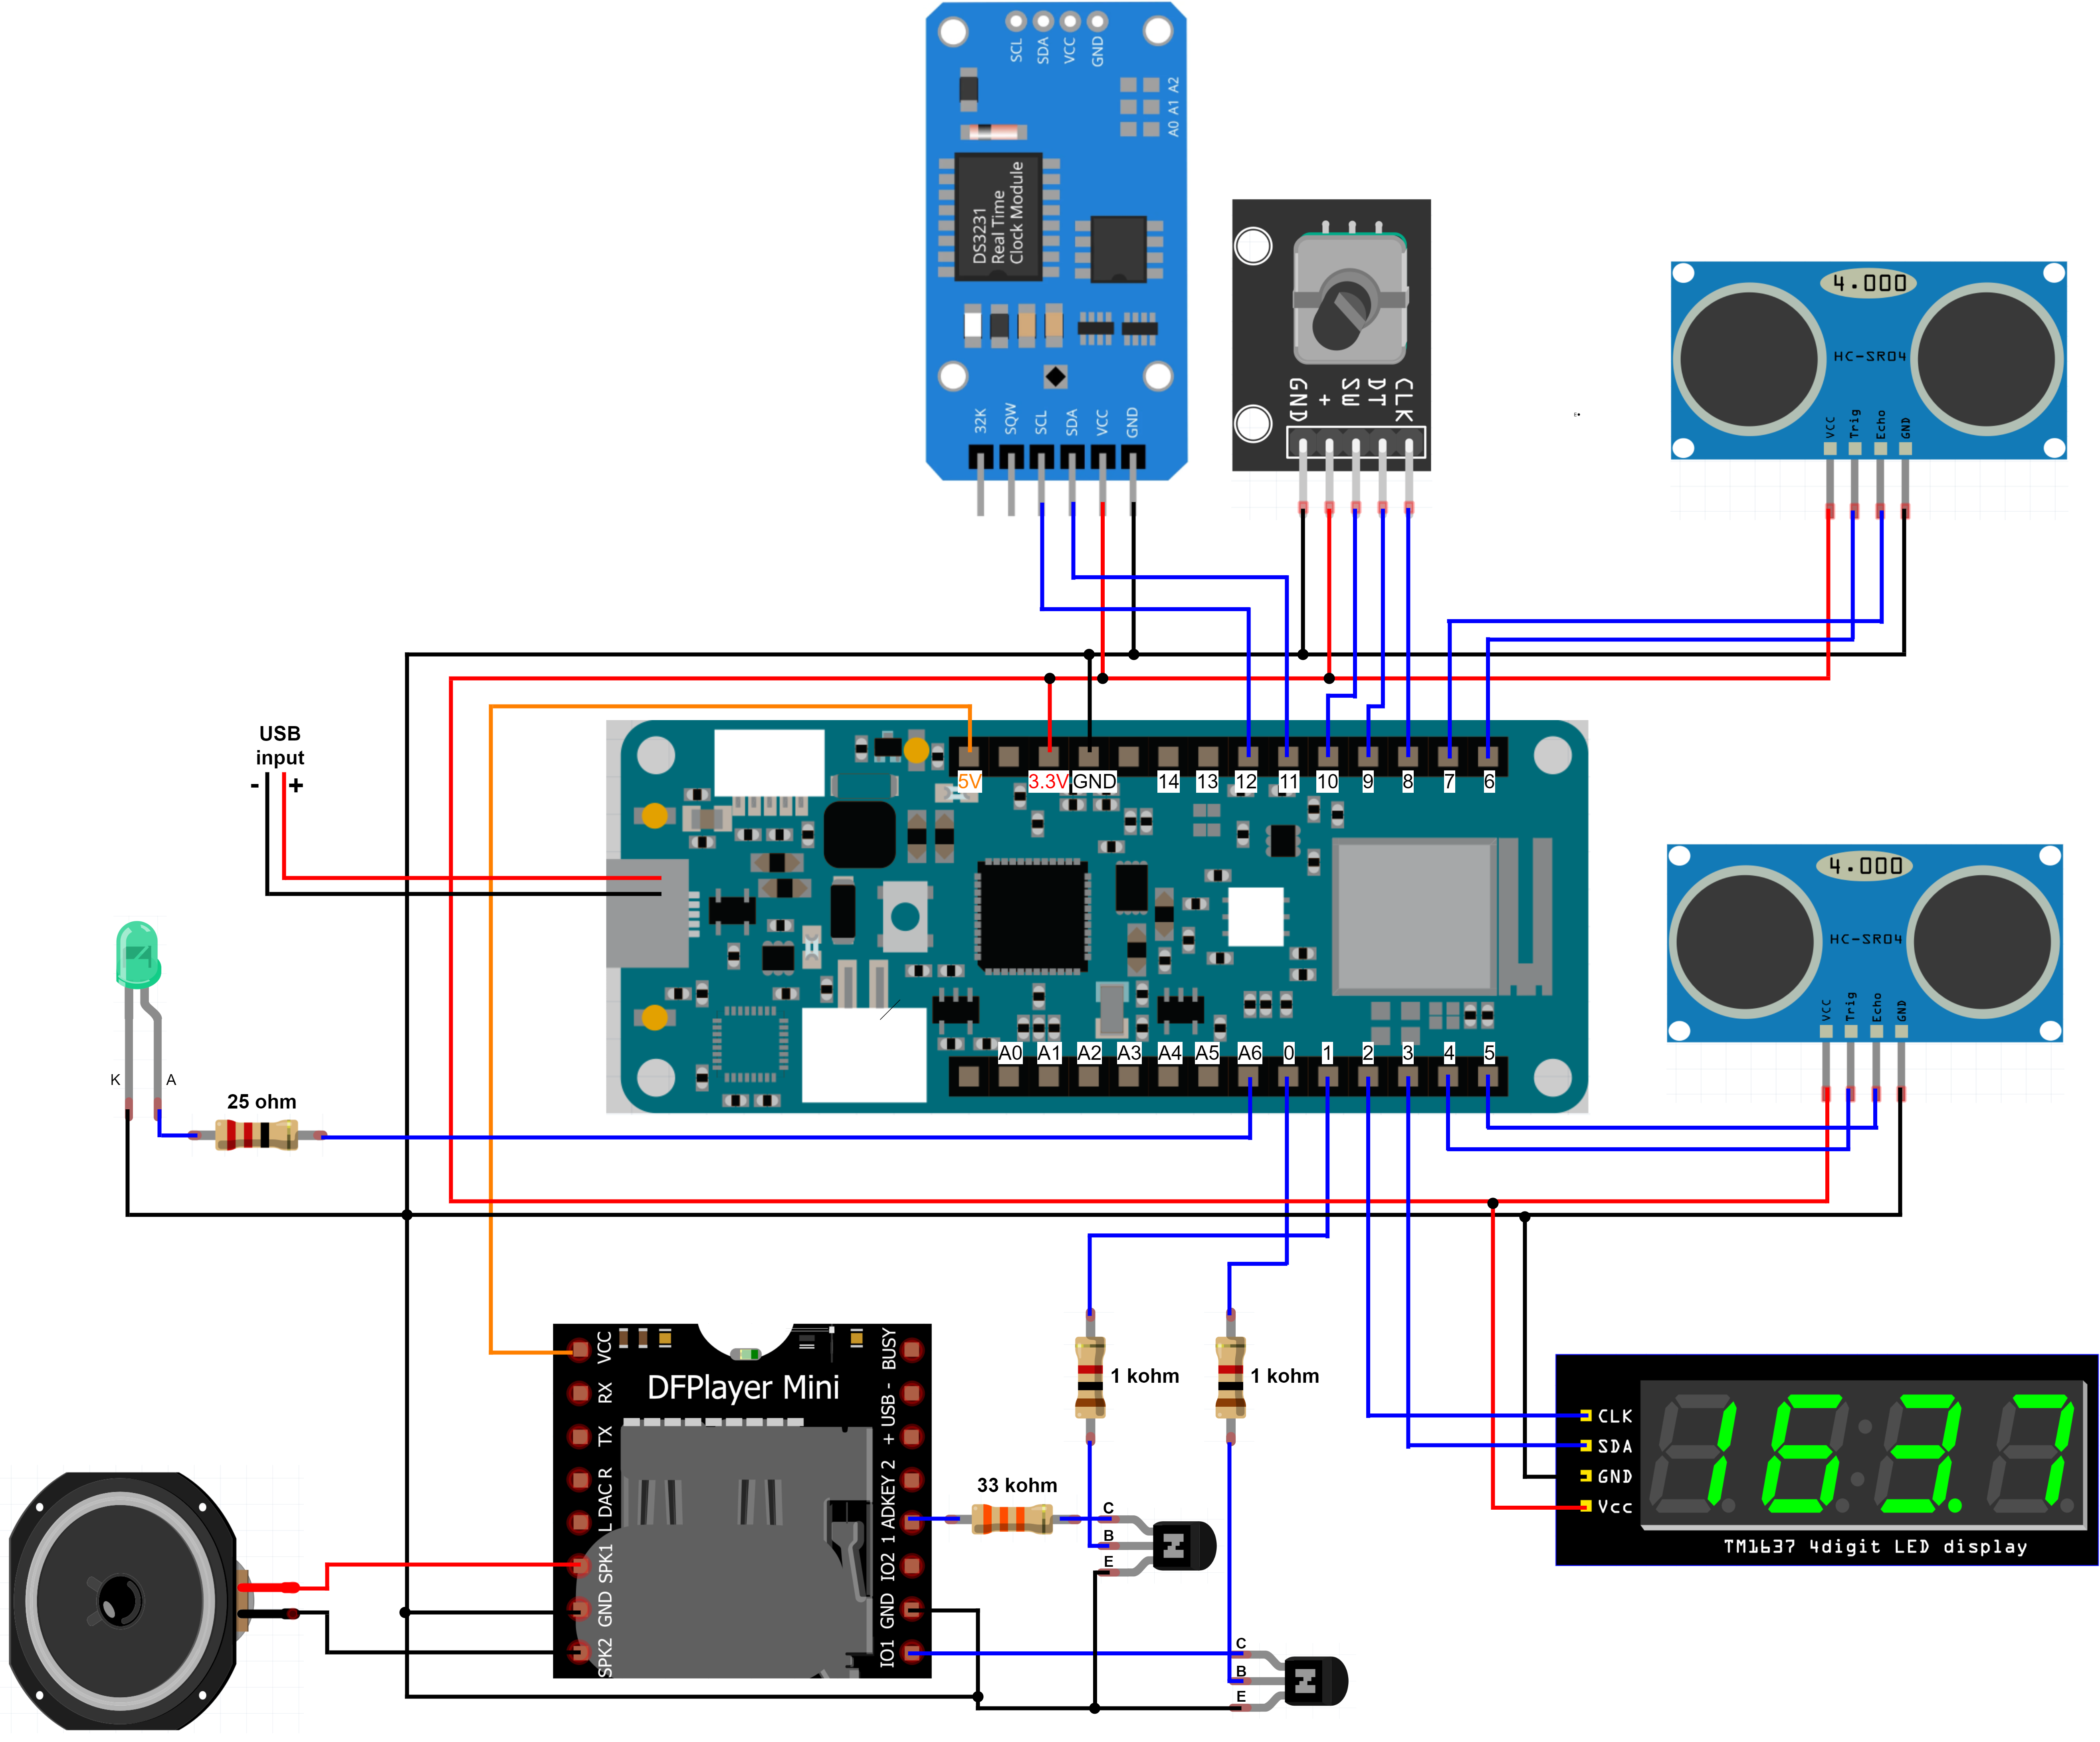 SCL
SDA
VCC
GND
A0 A1 A2
DS3231
Real Time
Clock Module
32K
SQW
SCL
SDA
VCC
GND
GND
+
SW
DT
CLK
4.000
HC-SR04
VCC
Trig
Echo
GND
USB
input
- +
5V
3.3V
GND
14
13
12
11
10
9
8
7
6
4.000
HC-SR04
VCC
Trig
Echo
GND
A0
A1
A2
A3
A4
A5
A6
0
1
2
3
4
5
K
A
25 ohm
1 kohm
1 kohm
33 kohm
DFPlayer Mini
VCC
RX
TX
DAC R
L
SPK1
GND
SPK2
BUSY
USB -
+
ADKEY 2
1
IO2
GND
IO1
C
B
E
C
B
E
CLK
SDA
GND
Vcc
16:3.7
TM1637 4digit LED display